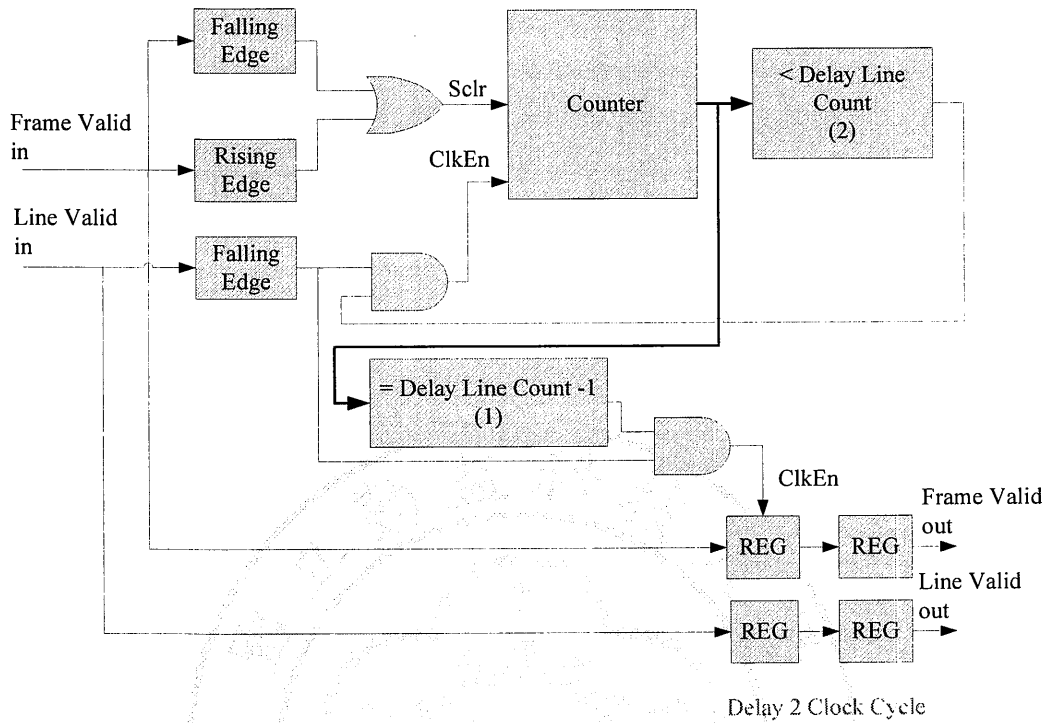 Falling
Edge
Sclr
Counter
< Delay Line
Count
(2)
Frame Valid
in
Rising
Edge
ClkEn
Line Valid
in
Falling
Edge
= Delay Line Count -1
(1)
ClkEn
Frame Valid
out
REG
REG
Line Valid
out
REG
REG
Delay 2 Clock Cycle